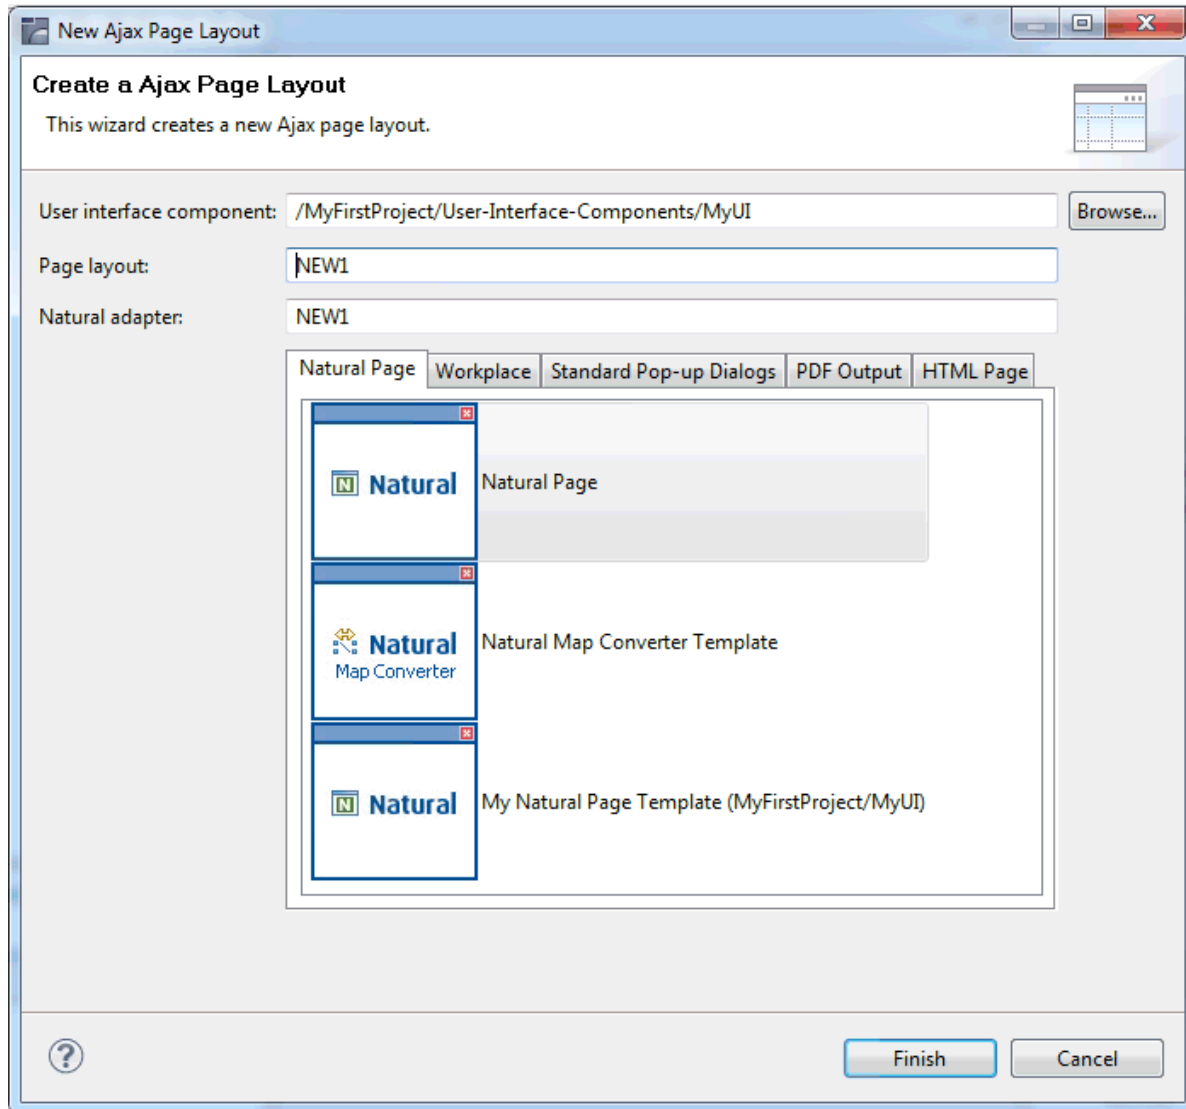 New Ajax Page Layout
Create a Ajax Page Layout
This wizard creates a new Ajax page layout.
User interface component: /MyFirstProject/User-Interface-Components/MyUI Browse...
Page layout: NEW1
Natural adapter: NEW1
Natural Page Workplace Standard Pop-up Dialogs PDF Output HTML Page
N Natural Natural Page
Natural Natural Map Converter Template
Map Converter
N Natural My Natural Page Template (MyFirstProject/MyUI)
? Finish Cancel